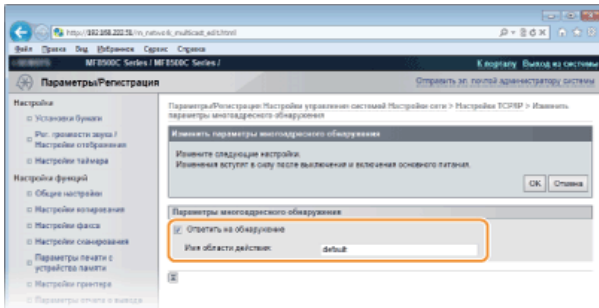 http://192.168.222.51/m_network_multicast_edit.html
Файл Правка Вид Избранное Сервис Справка
MF8500C Series / MF8500C Series /
К порталу Выход из системы
Параметры/Регистрация
Отправить эл. почтой администратору системы
Настройки
Установки бумаги
Рег. громкости звука /
Настройки отображения
Настройки таймера
Настройки функций
Общие настройки
Настройки копирования
Настройки факса
Настройки сканирования
Параметры печати с
устройства памяти
Настройки принтера
Параметры/Регистрация: Настройки управления системой: Настройки сети > Настройки TCP/IP > Изменить
параметры многоадресного обнаружения
Изменить параметры многоадресного обнаружения
Измените следующие настройки.
Изменения вступят в силу после выключения и включения основного питания.
OK Отмена
Параметры многоадресного обнаружения
Ответить на обнаружение
Имя области действия: default